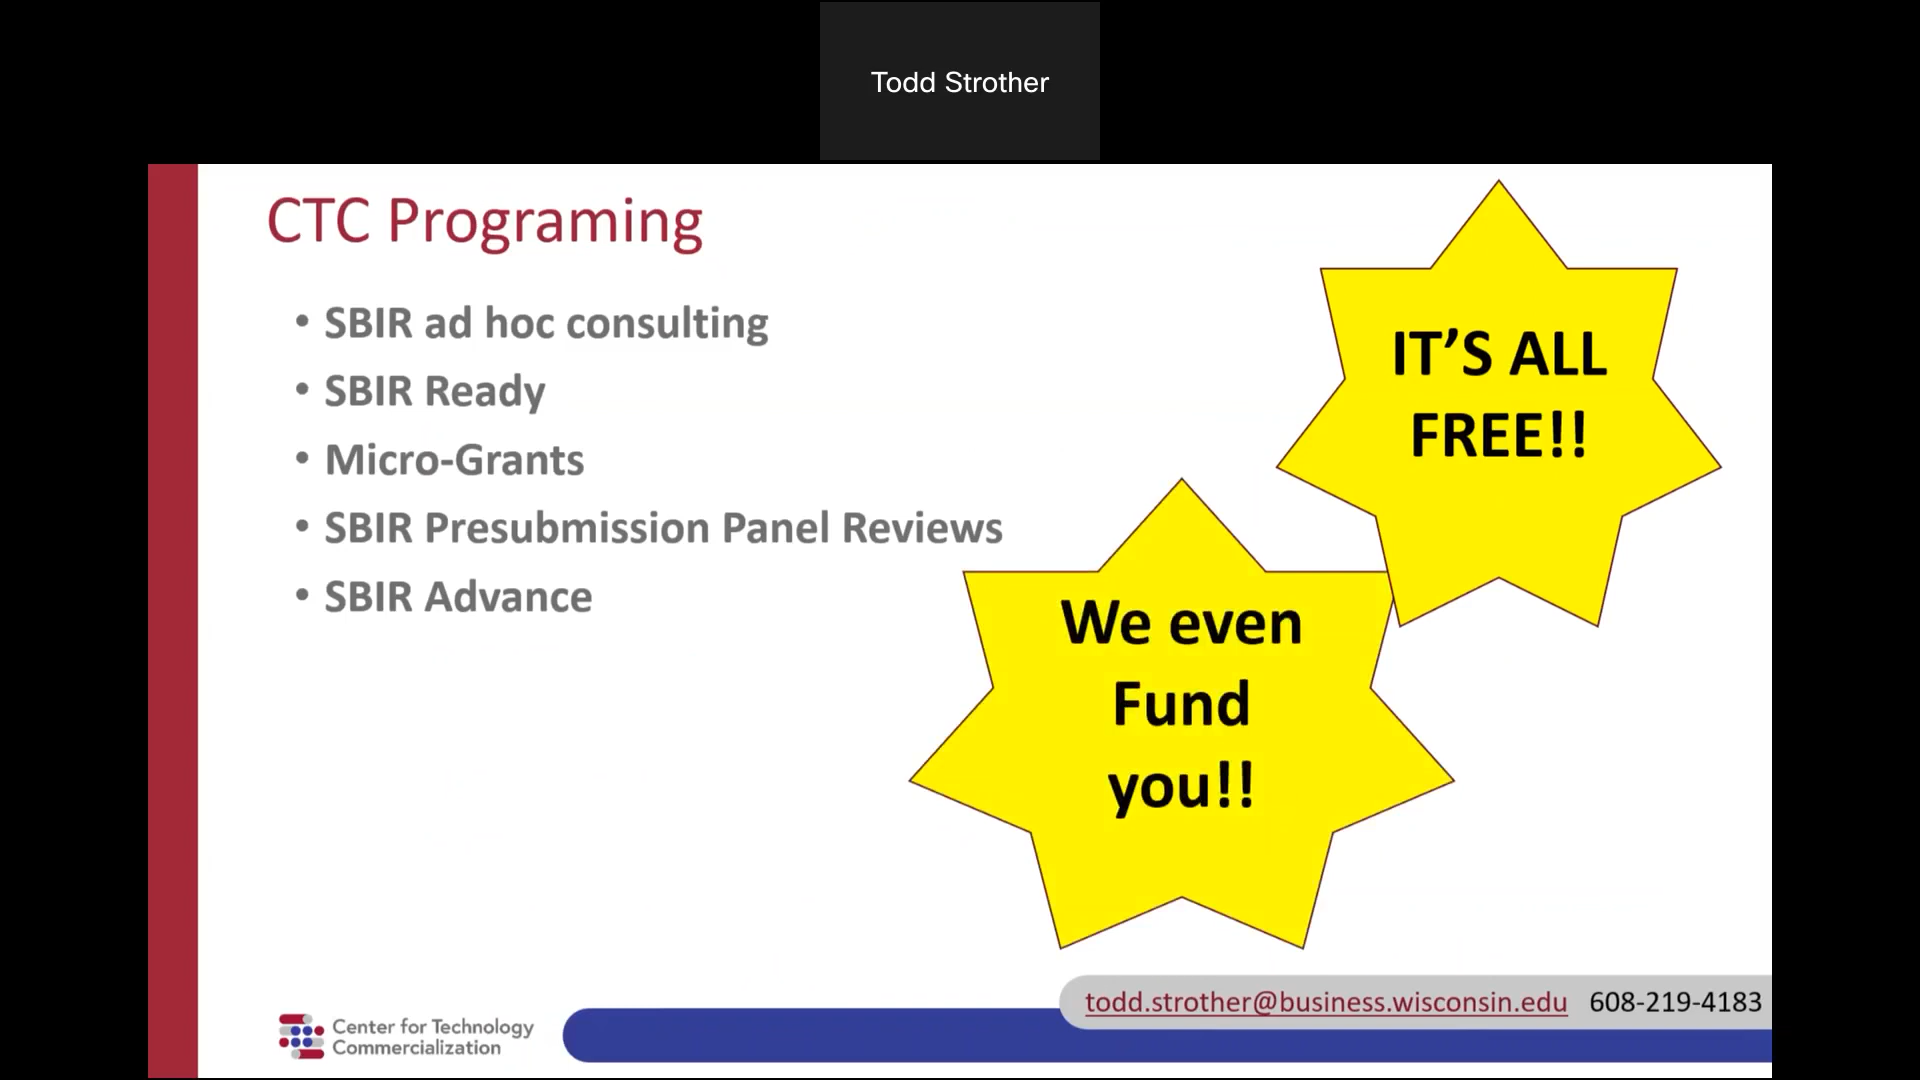 Todd Strother
CTC Programing
• SBIR ad hoc consulting
• SBIR Ready
• Micro-Grants
• SBIR Presubmission Panel Reviews
• SBIR Advance
IT’S ALL
FREE!!
We even
Fund
you!!
todd.strother@business.wisconsin.edu 608-219-4183
Center for Technology
Commercialization